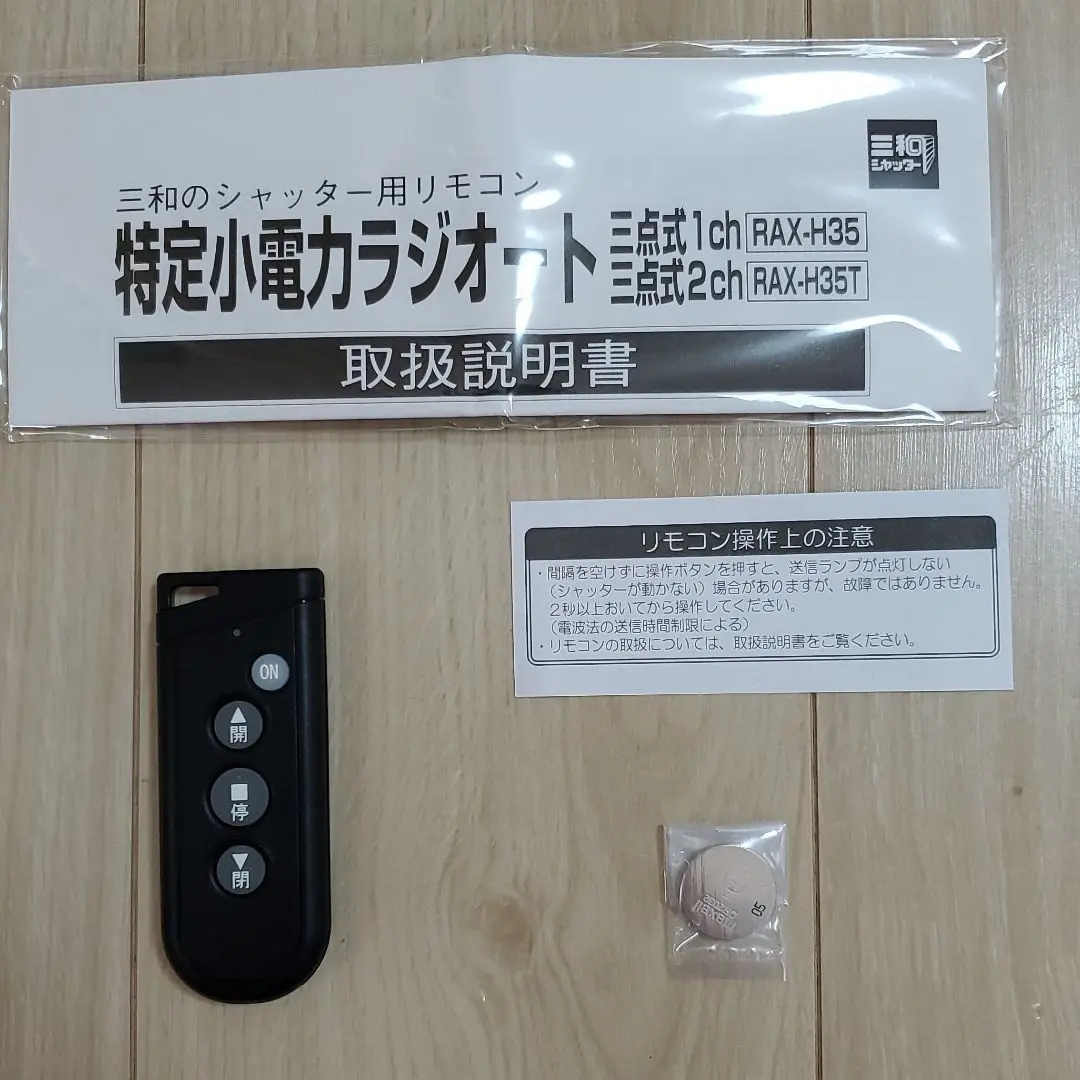 三和
シャッター
三和のシャッター用リモコン
特定小電力ラジオート
三点式1ch RAX-H35
三点式2ch RAX-H35T
取扱説明書
リモコン操作上の注意
・間隔を空けずに操作ボタンを押すと、送信ランプが点灯しない
（シャッターが動かない）場合がありますが、故障ではありません。
2秒以上おいてから操作してください。
（電波法の送信時間制限による）
・リモコンの取扱については、取扱説明書をご覧ください。
ON
▲
開
■
停
▼
閉
maxell
CR2032
05